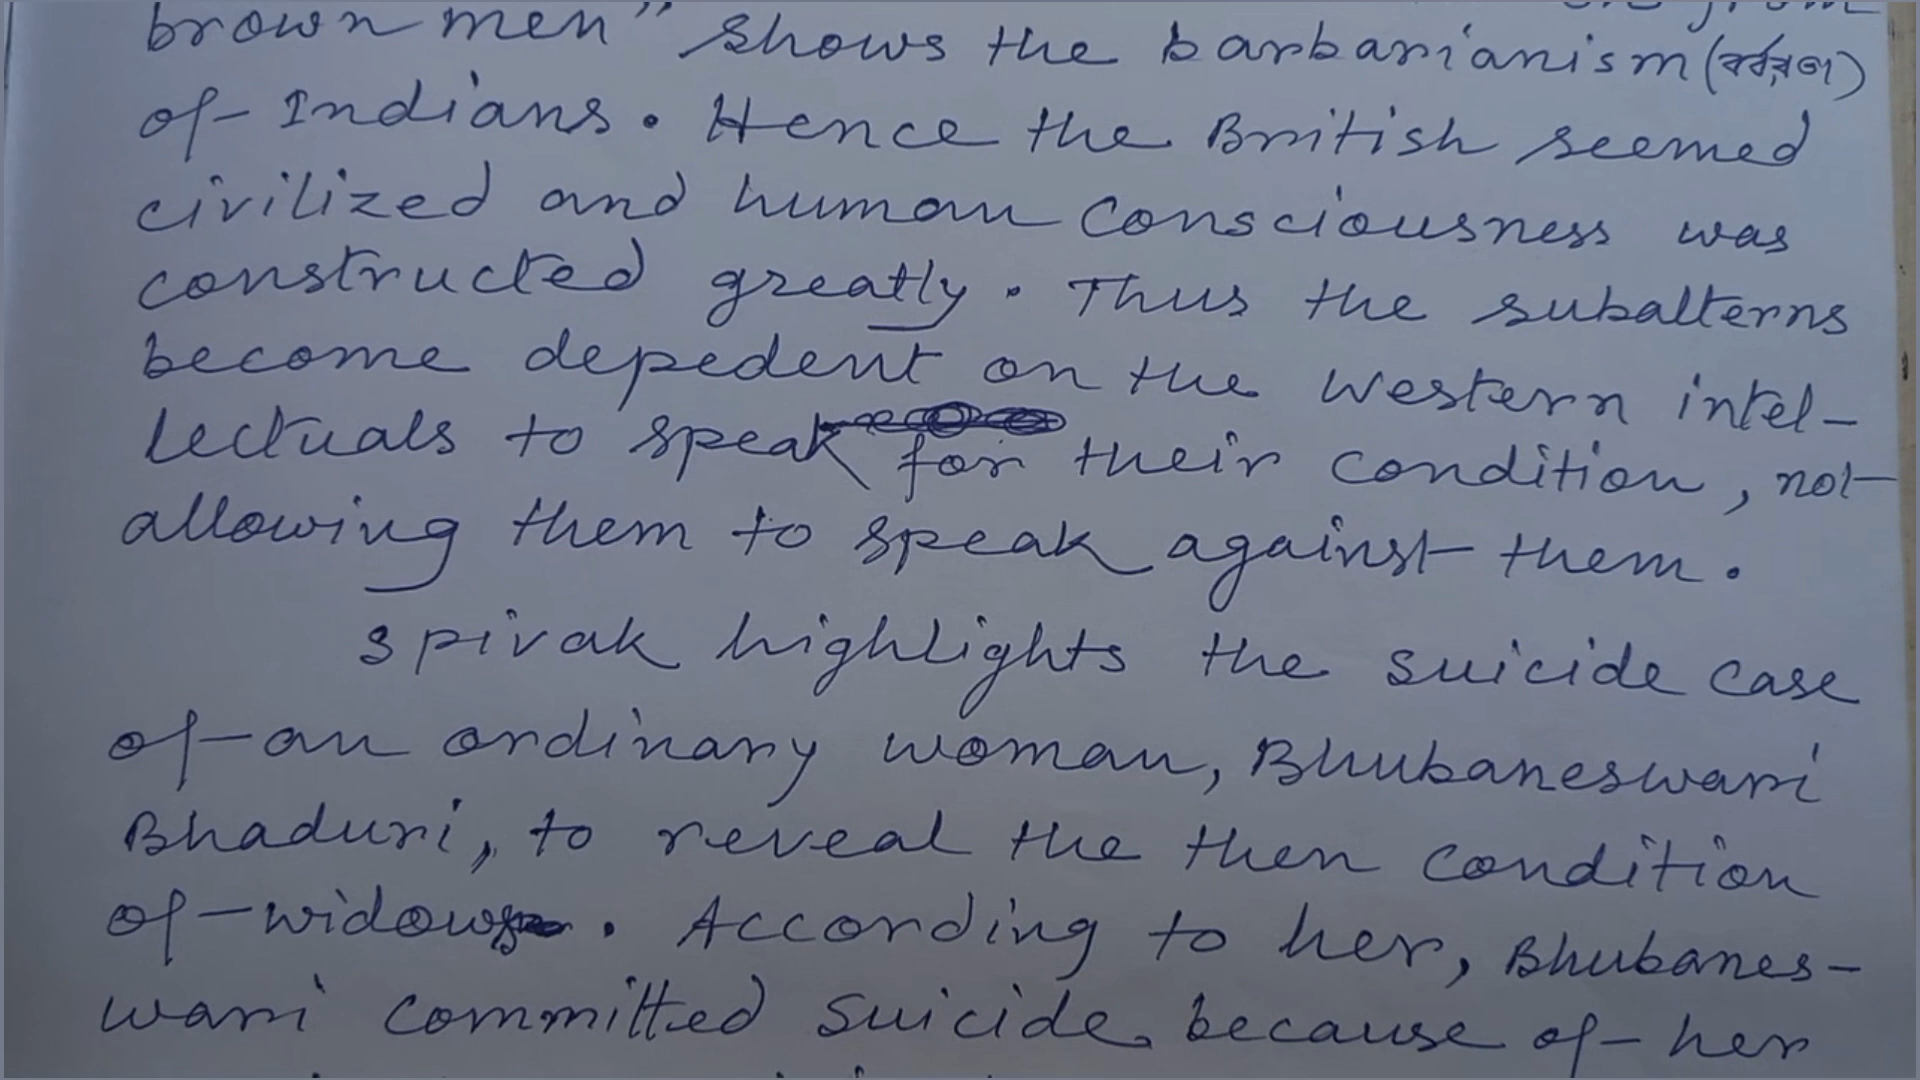 from
brown men" shows the barbarianism (বর্বরতা)
of Indians. Hence the British seemed
civilized and human consciousness was
constructed greatly. Thus the subalterns
become depedent on the Western intel-
lectuals to speak for their condition, not
allowing them to speak against them.
Spivak highlights the suicide case
of an ordinary woman, Bhubaneswari
Bhaduri, to reveal the then condition
of widows. According to her, Bhubanes-
wari committed suicide because of her